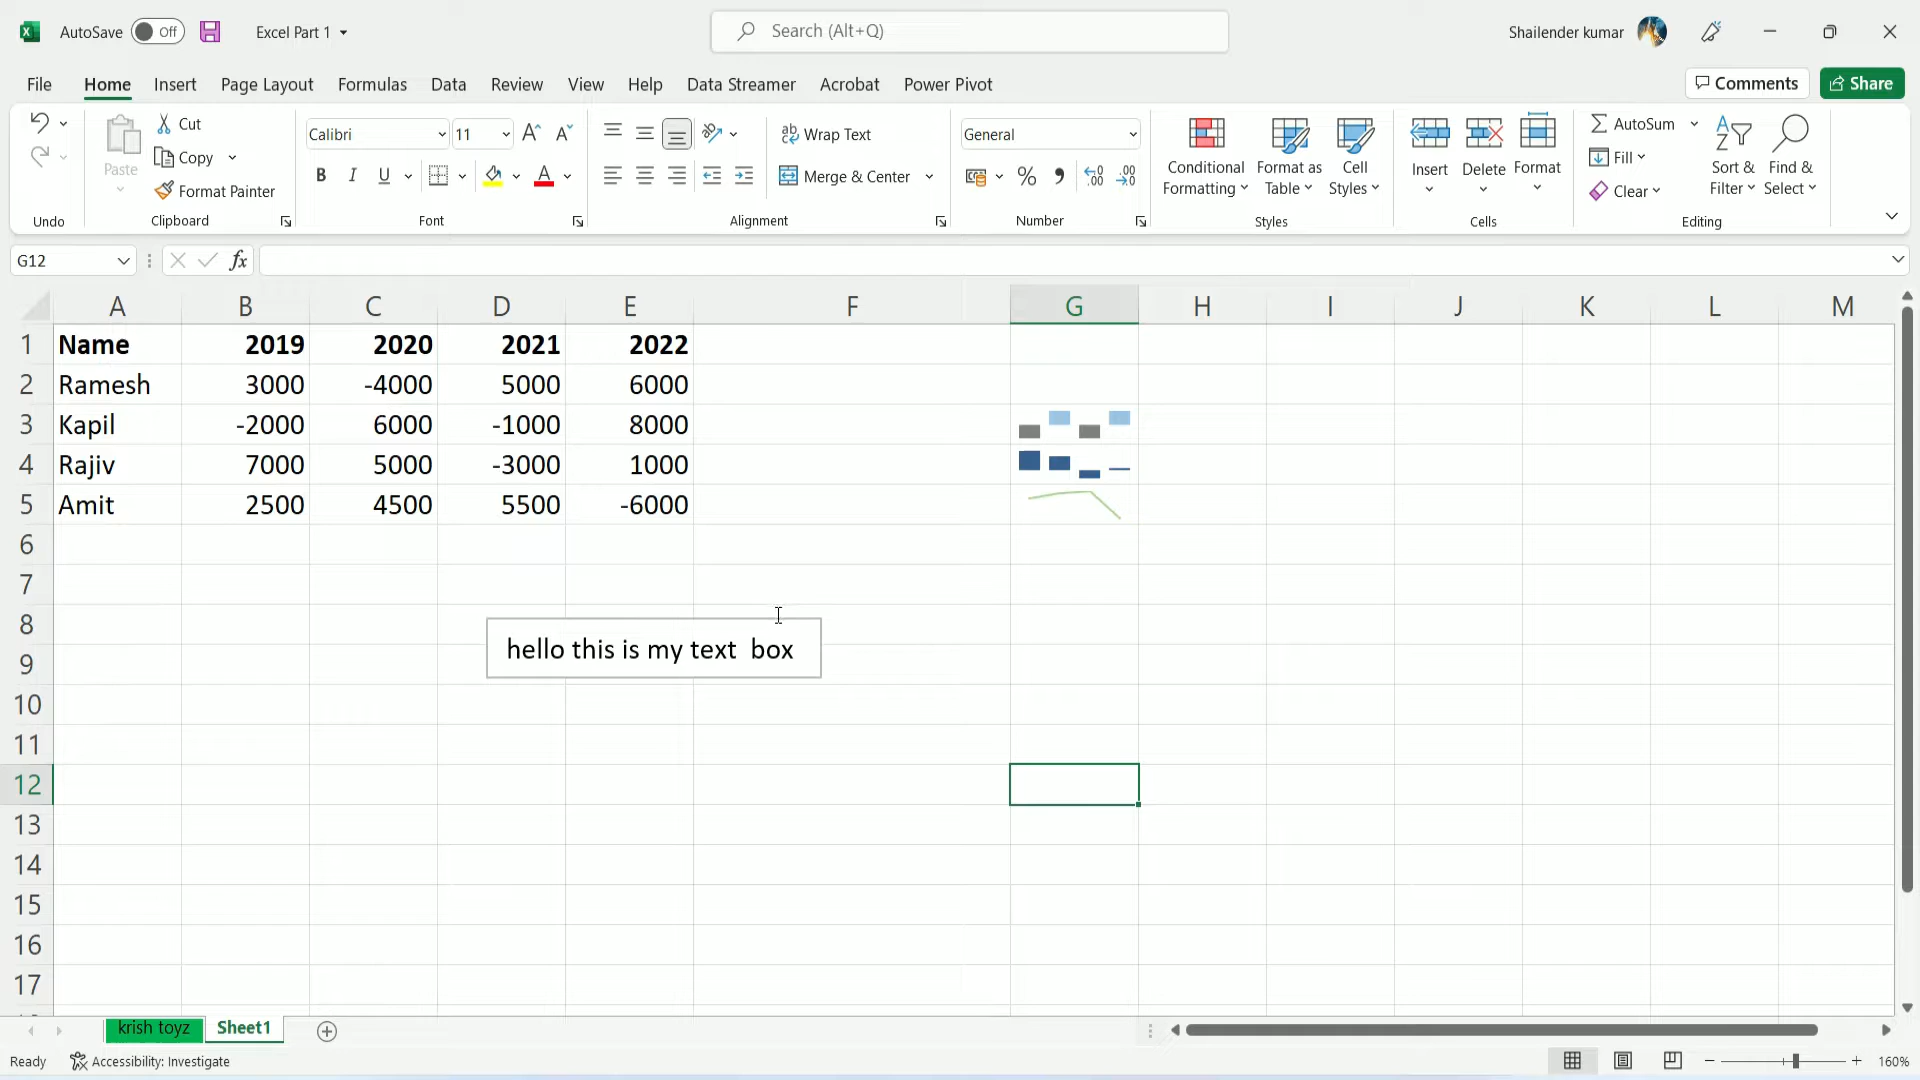 AutoSave Off Excel Part 1 Search (Alt+Q) Shailender kumar
File Home Insert Page Layout Formulas Data Review View Help Data Streamer Acrobat Power Pivot Comments Share
Paste Cut Copy Format Painter
Calibri 11
B I U A
ab Wrap Text
Merge & Center
General
% 9 .00 .00
Conditional Formatting Format as Table Cell Styles
Insert Delete Format
AutoSum Fill Clear
Sort & Filter Find & Select
Undo Clipboard Font Alignment Number Styles Cells Editing
G12 fx
A B C D E F G H I J K L M
1 Name 2019 2020 2021 2022
2 Ramesh 3000 -4000 5000 6000
3 Kapil -2000 6000 -1000 8000
4 Rajiv 7000 5000 -3000 1000
5 Amit 2500 4500 5500 -6000
6
7
8
hello this is my text  box
9
10
11
12
13
14
15
16
17
krish toyz Sheet1
Ready Accessibility: Investigate 160%